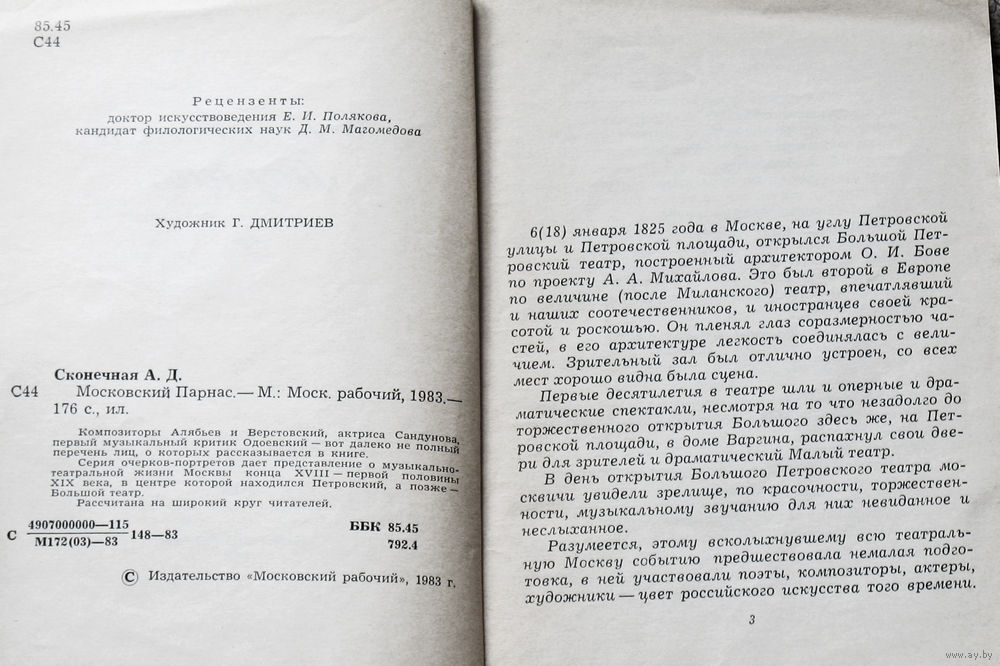 85.45
С44
Рецензенты:
доктор искусствоведения Е. И. Полякова,
кандидат филологических наук Д. М. Магомедова
Художник Г. ДМИТРИЕВ
Сконечная А. Д.
С44 Московский Парнас.— М.: Моск. рабочий, 1983.—
176 с., ил.
Композиторы Алябьев и Верстовский, актриса Сандунова,
первый музыкальный критик Одоевский — вот далеко не полный
перечень лиц, о которых рассказывается в книге.
Серия очерков-портретов дает представление о музыкально-
театральной жизни Москвы конца XVIII — первой половины
XIX века, в центре которой находился Петровский, а позже —
Большой театр.
Рассчитана на широкий круг читателей.
С 4907000000—115
М172(03)—83
148—83
ББК 85.45
792.4
© Издательство «Московский рабочий», 1983 г.
6(18) января 1825 года в Москве, на углу Петровской
улицы и Петровской площади, открылся Большой Пет-
ровский театр, построенный архитектором О. И. Бове
по проекту А. А. Михайлова. Это был второй в Европе
по величине (после Миланского) театр, впечатлявший
и наших соотечественников, и иностранцев своей кра-
сотой и роскошью. Он пленял глаз соразмерностью ча-
стей, в его архитектуре легкость соединялась с вели-
чием. Зрительный зал был отлично устроен, со всех
мест хорошо видна была сцена.
Первые десятилетия в театре шли и оперные и дра-
матические спектакли, несмотря на то что незадолго до
торжественного открытия Большого здесь же, на Пет-
ровской площади, в доме Варгина, распахнул свои две-
ри для зрителей и драматический Малый театр.
В день открытия Большого Петровского театра мо-
сквичи увидели зрелище, по красочности, торжествен-
ности, музыкальному звучанию для них невиданное и
неслыханное.
Разумеется, этому всколыхнувшему всю театраль-
ную Москву событию предшествовала немалая подго-
товка, в ней участвовали поэты, композиторы, актеры,
художники — цвет российского искусства того времени.
3
www.ay.by